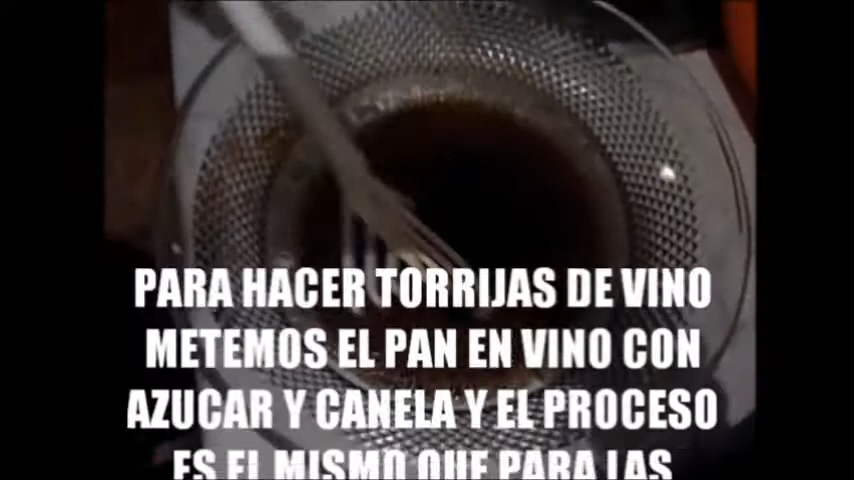 PARA HACER TORRIJAS DE VINO
METEMOS EL PAN EN VINO CON
AZUCAR Y CANELA Y EL PROCESO
ES EL MISMO QUE PARA LAS